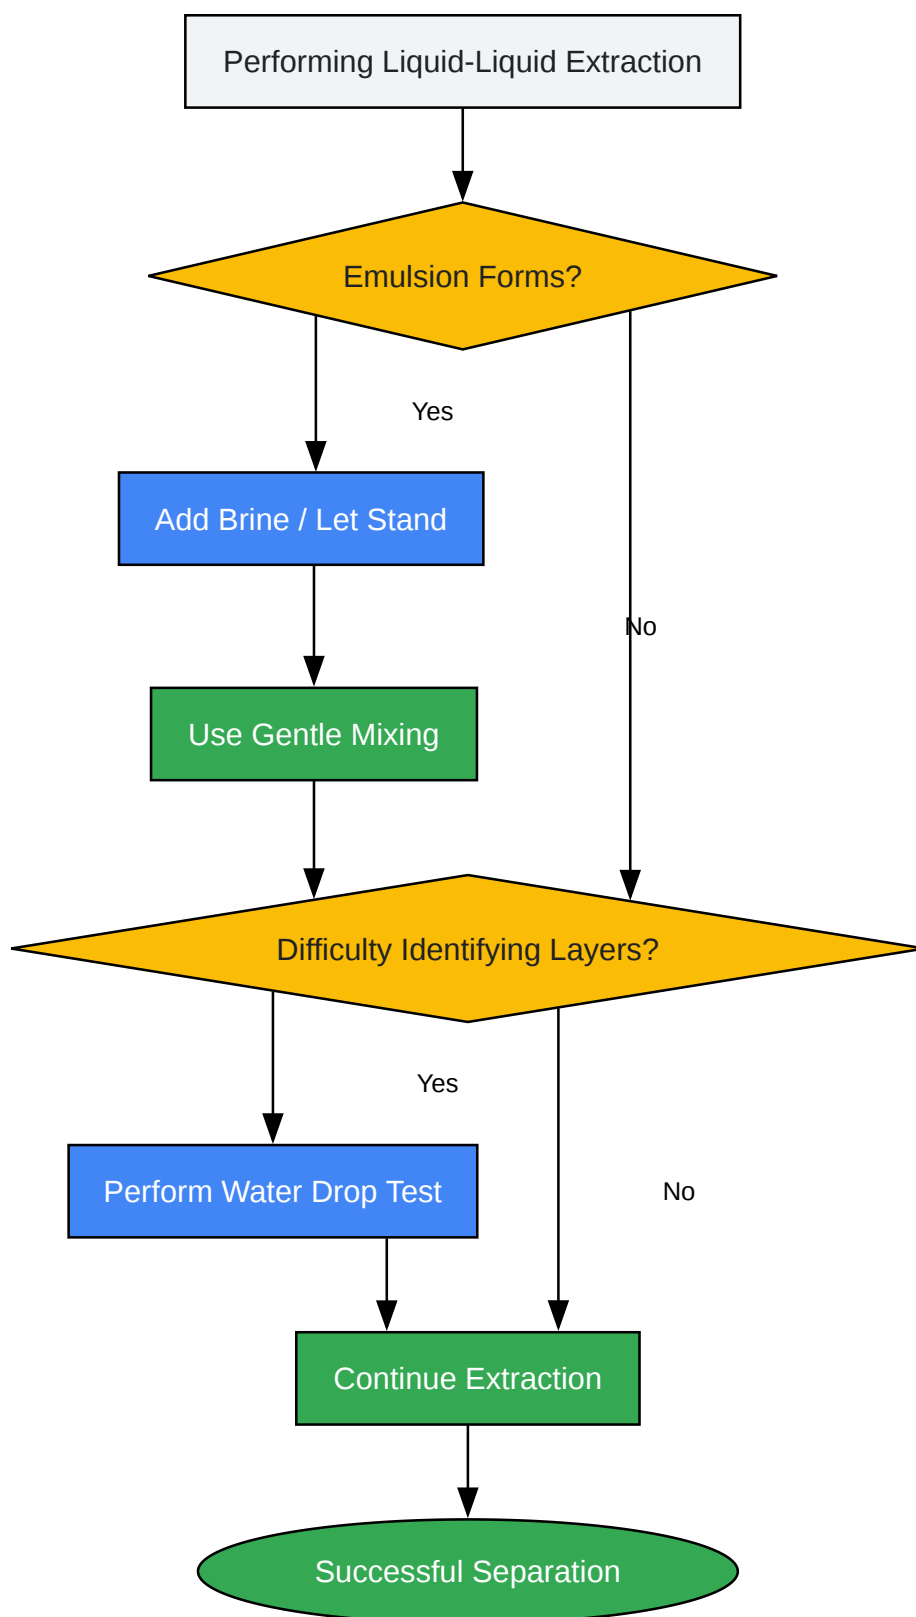 Performing Liquid-Liquid Extraction
Emulsion Forms?
Yes
Add Brine / Let Stand
No
Use Gentle Mixing
Difficulty Identifying Layers?
Yes
Perform Water Drop Test
No
Continue Extraction
Successful Separation